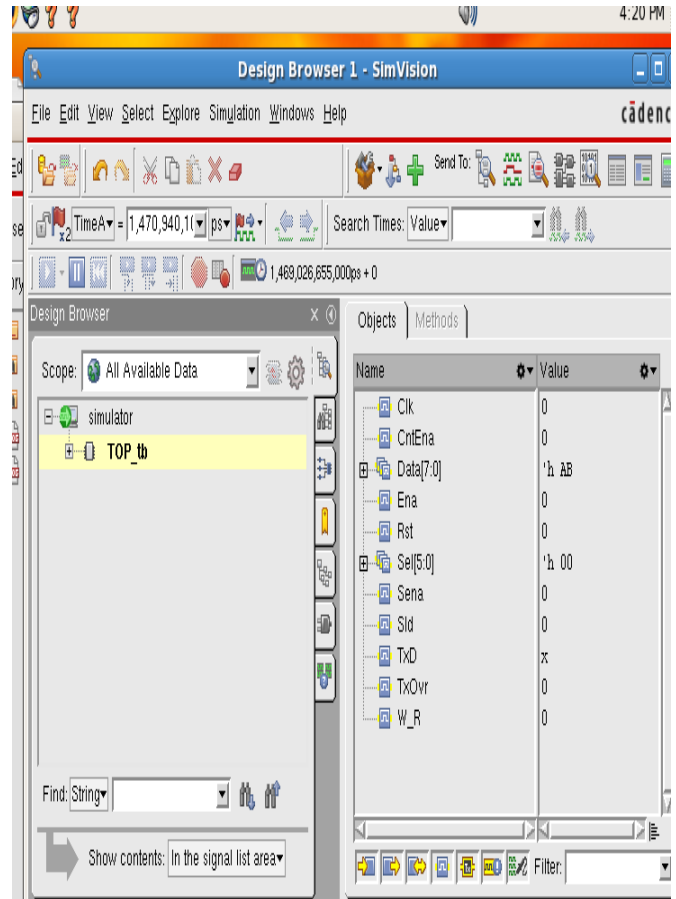 4:20 PM
Design Browser 1 - SimVision
File Edit View Select Explore Simulation Windows Help
cādenc
Send To:
x2 TimeA = 1,470,940,1( ps
Search Times: Value
1,469,026,655,000ps + 0
Design Browser
Objects Methods
Scope: All Available Data
Name Value
simulator
TOP_tb
Clk 0
CntEna 0
Data[7:0] 'h AB
Ena 0
Rst 0
Sel[5:0] 'h 00
Sena 0
Sld 0
TxD x
TxOvr 0
W_R 0
Find: String
Show contents: In the signal list area
Filter: